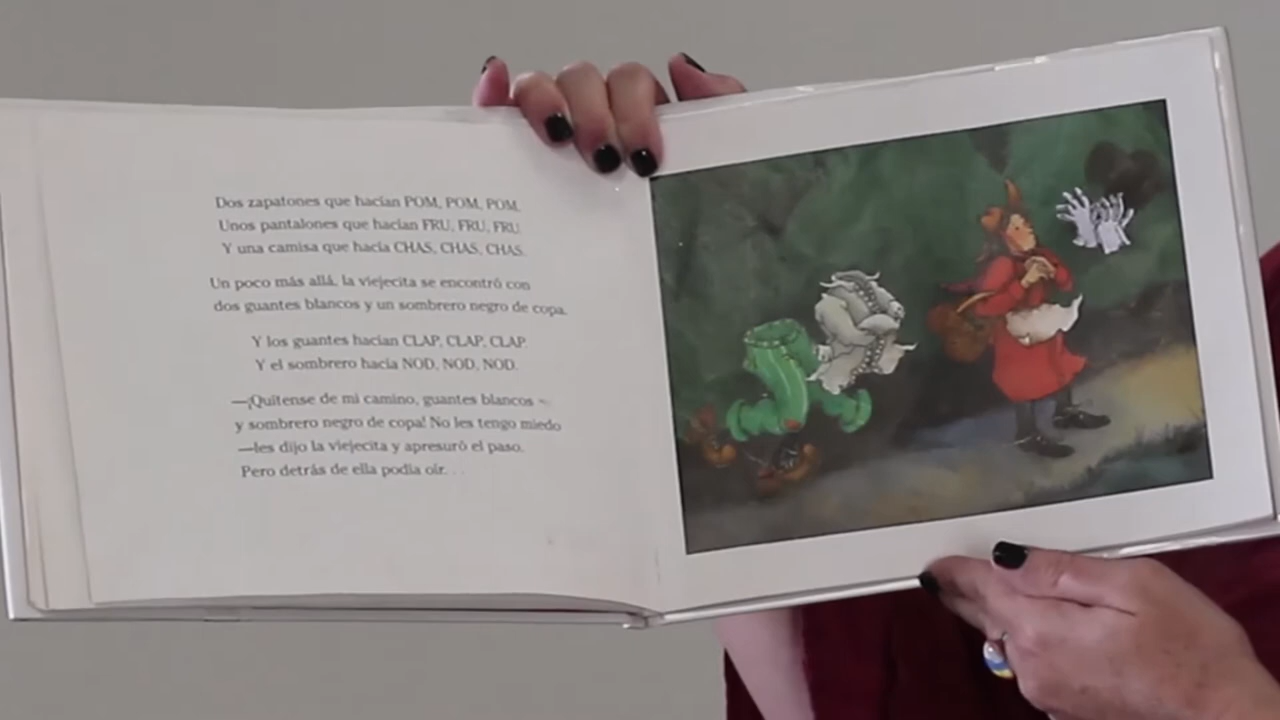 Dos zapatones que hacían POM, POM, POM.
Unos pantalones que hacían FRU, FRU, FRU.
Y una camisa que hacía CHAS, CHAS, CHAS.
Un poco más allá, la viejecita se encontró con
dos guantes blancos y un sombrero negro de copa.
Y los guantes hacían CLAP, CLAP, CLAP.
Y el sombrero hacía NOD, NOD, NOD.
—¡Quítense de mi camino, guantes blancos
y sombrero negro de copa! No les tengo miedo
—les dijo la viejecita y apresuró el paso.
Pero detrás de ella podía oír. . .